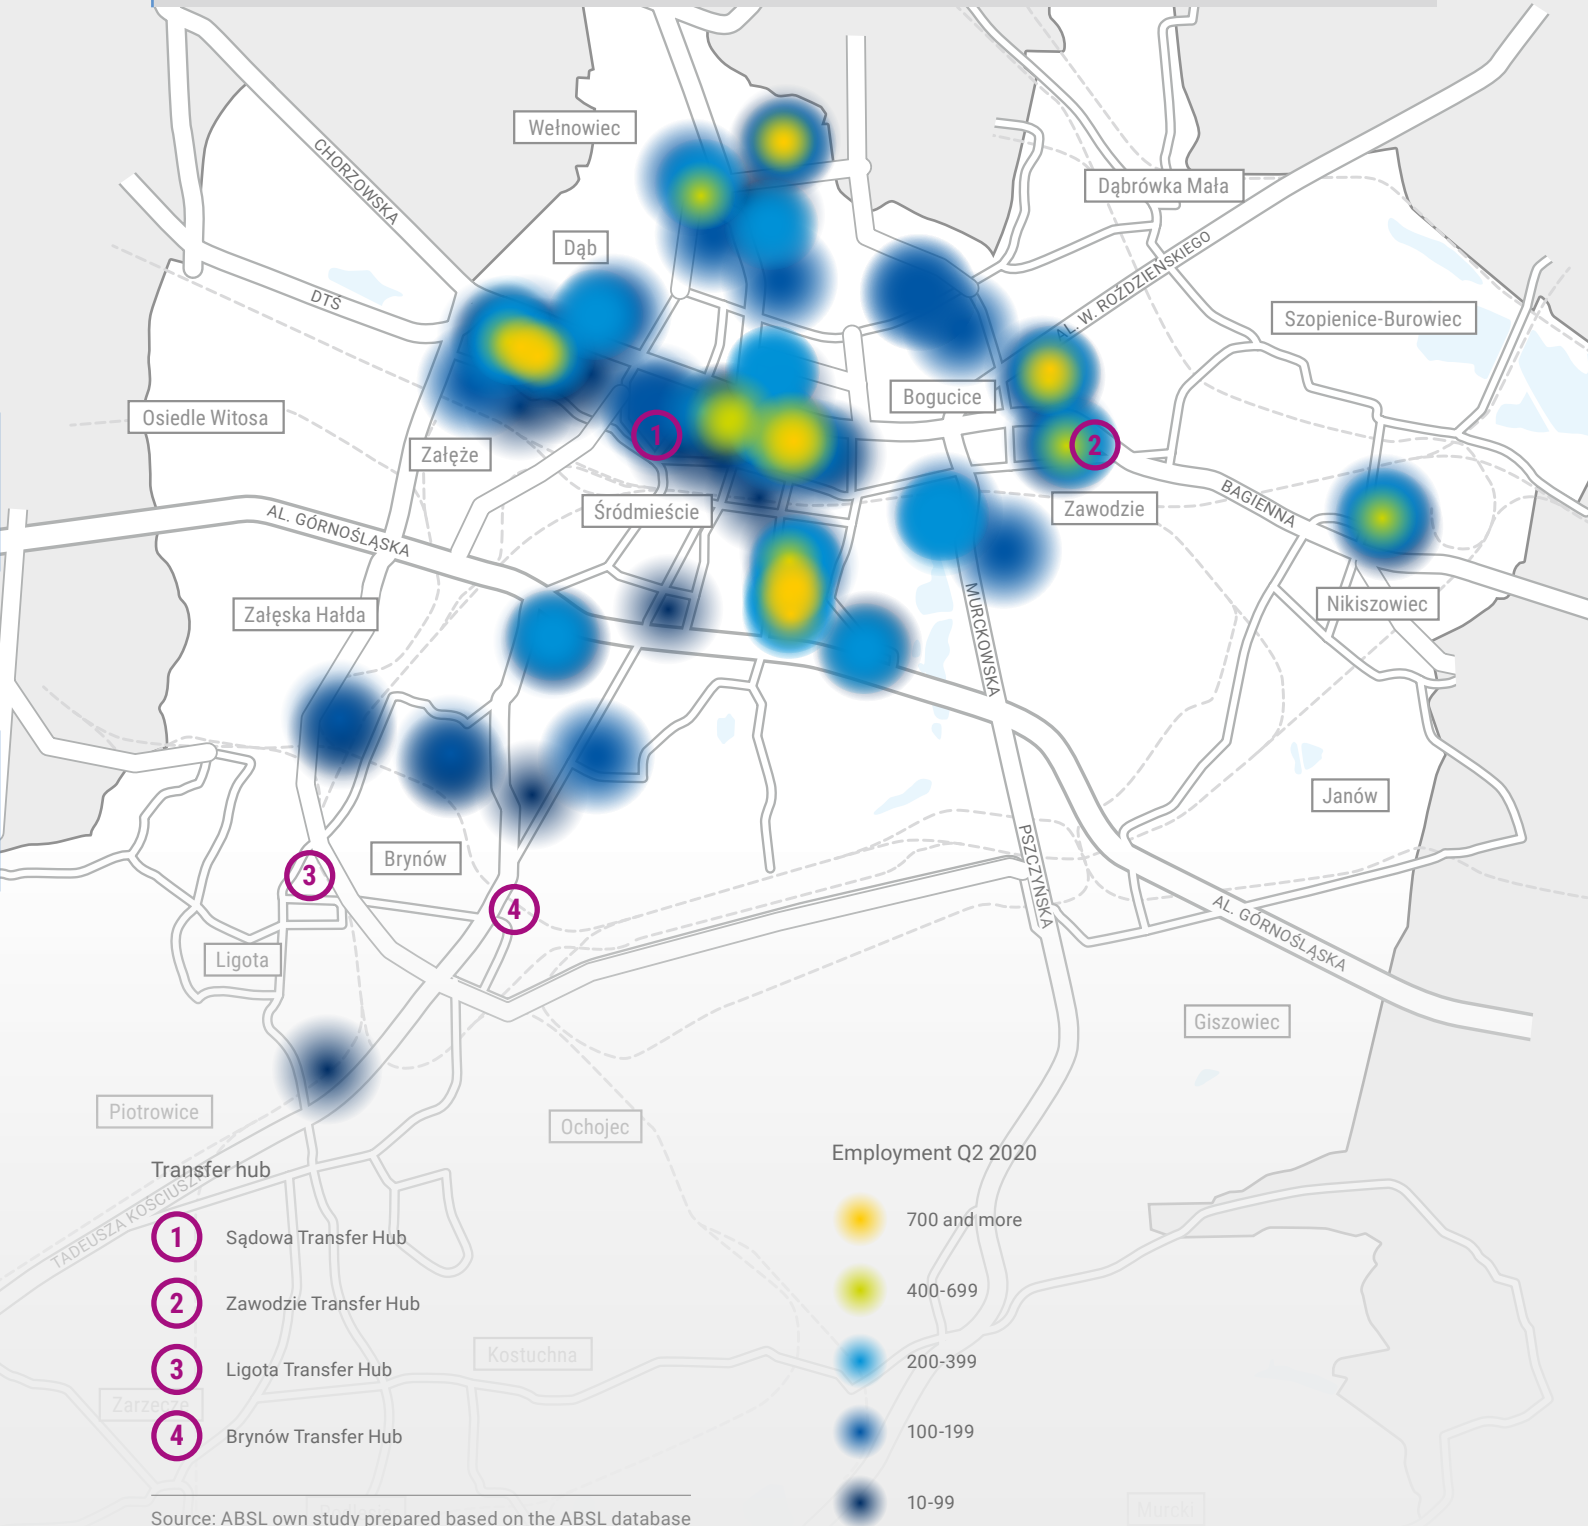 Wełnowiec
CHORZOWSKA
Dąbrówka Mała
Dąb
AL. W. ROŹDZIEŃSKIEGO
DTŚ
Szopienice-Burowiec
Bogucice
Osiedle Witosa
Załęże
1
2
Śródmieście
Zawodzie
BAGIENNA
AL. GÓRNOŚLĄSKA
Załęska Hałda
MURCKOWSKA
Nikiszowiec
Janów
Brynów
PSZCZYŃSKA
3
4
AL. GÓRNOŚLĄSKA
Ligota
Giszowiec
Piotrowice
Ochojec
TADEUSZA KOŚCIUSZKI
Transfer hub
1 Sądowa Transfer Hub
2 Zawodzie Transfer Hub
3 Ligota Transfer Hub
4 Brynów Transfer Hub
Kostuchna
Zarzecze
Employment Q2 2020
700 and more
400-699
200-399
100-199
10-99
Murcki
Source: ABSL own study prepared based on the ABSL database